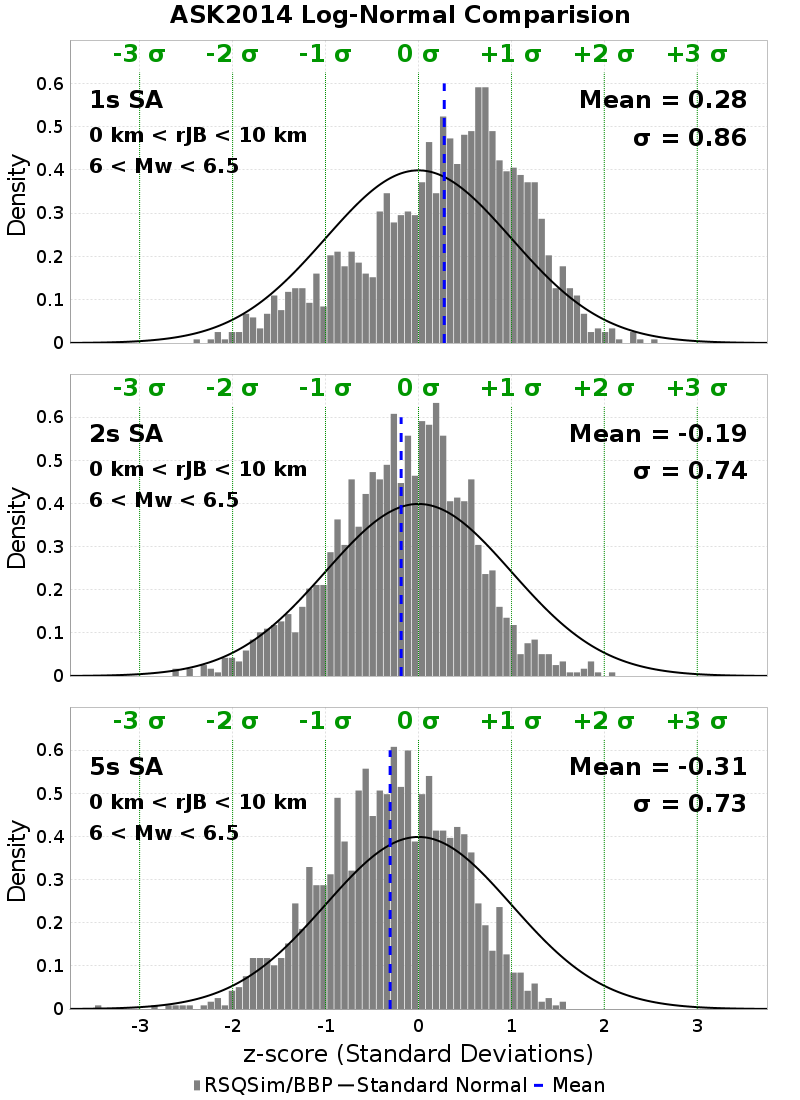 ASK2014 Log-Normal Comparision
-3 σ -2 σ -1 σ 0 σ +1 σ +2 σ +3 σ
0.6
0.5
0.4
0.3
0.2
0.1
0
Density
1s SA
0 km < rJB < 10 km
6 < Mw < 6.5
Mean = 0.28
σ = 0.86
-3 σ -2 σ -1 σ 0 σ +1 σ +2 σ +3 σ
0.6
0.5
0.4
0.3
0.2
0.1
0
Density
2s SA
0 km < rJB < 10 km
6 < Mw < 6.5
Mean = -0.19
σ = 0.74
-3 σ -2 σ -1 σ 0 σ +1 σ +2 σ +3 σ
0.6
0.5
0.4
0.3
0.2
0.1
0
Density
5s SA
0 km < rJB < 10 km
6 < Mw < 6.5
Mean = -0.31
σ = 0.73
-3 -2 -1 0 1 2 3
z-score (Standard Deviations)
RSQSim/BBP Standard Normal Mean